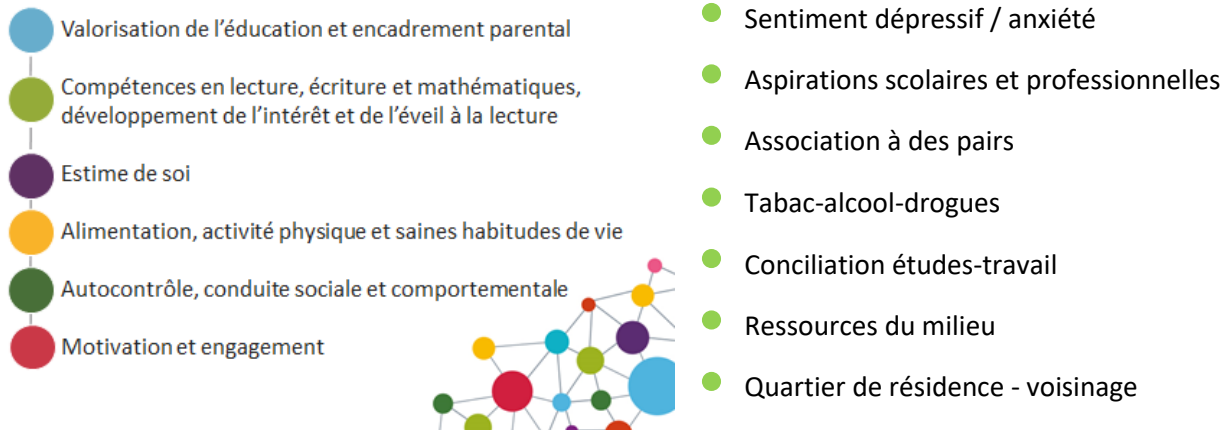 Valorisation de l'éducation et encadrement parental
Compétences en lecture, écriture et mathématiques,
développement de l'intérêt et de l'éveil à la lecture
Estime de soi
Alimentation, activité physique et saines habitudes de vie
Autocontrôle, conduite sociale et comportementale
Motivation et engagement
Sentiment dépressif / anxiété
Aspirations scolaires et professionnelles
Association à des pairs
Tabac-alcool-drogues
Conciliation études-travail
Ressources du milieu
Quartier de résidence - voisinage